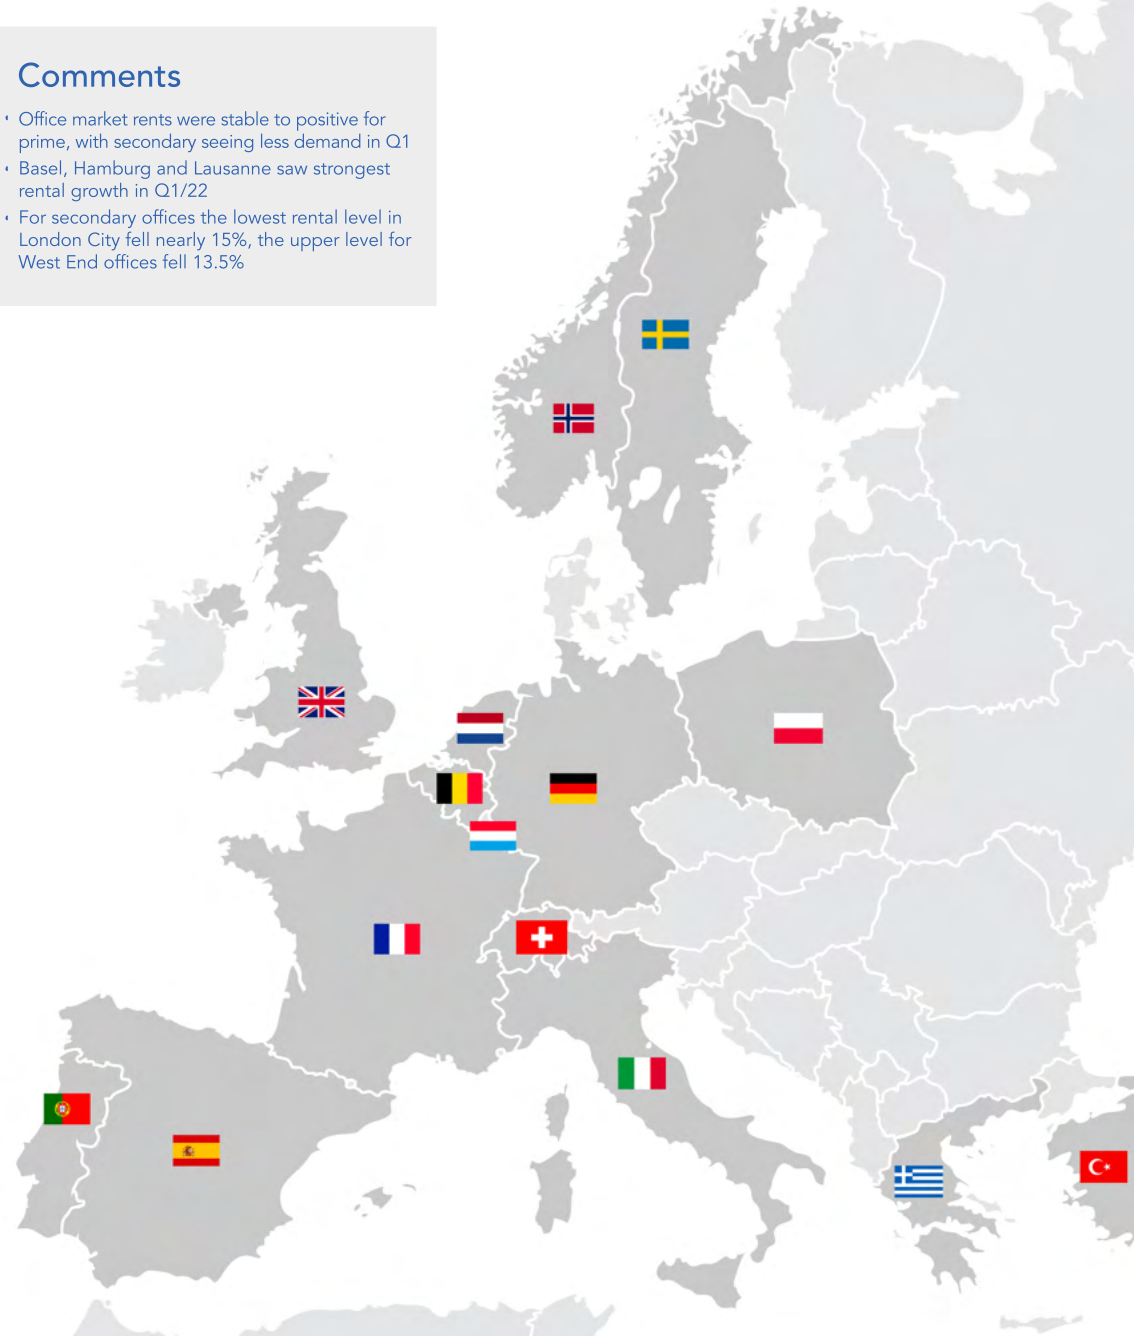 Comments
Office market rents were stable to positive for
prime, with secondary seeing less demand in Q1
Basel, Hamburg and Lausanne saw strongest
rental growth in Q1/22
For secondary offices the lowest rental level in
London City fell nearly 15%, the upper level for
West End offices fell 13.5%